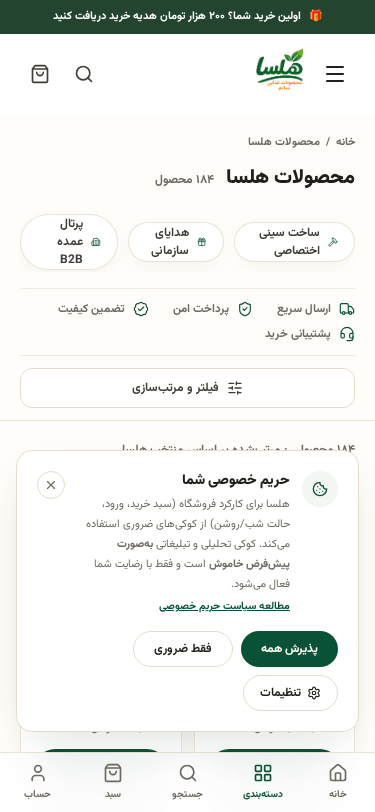 🎁 اولین خرید شما؟ ۲۰۰ هزار تومان هدیه خرید دریافت کنید
هلسا
محصولات غذایی سالم
خانه / محصولات هلسا
محصولات هلسا ۱۸۴ محصول
ساخت سینی اختصاصی
هدایای سازمانی
پرتال عمده B2B
ارسال سریع
پرداخت امن
تضمین کیفیت
پشتیبانی خرید
فیلتر و مرتب‌سازی
حریم خصوصی شما
هلسا برای کارکرد فروشگاه (سبد خرید، ورود،
حالت شب/روشن) از کوکی‌های ضروری استفاده
می‌کند. کوکی تحلیلی و تبلیغاتی به‌صورت
پیش‌فرض خاموش است و فقط با رضایت شما
فعال می‌شود.
مطالعه سیاست حریم خصوصی
پذیرش همه
فقط ضروری
تنظیمات
خانه
دسته‌بندی
جستجو
سبد
حساب